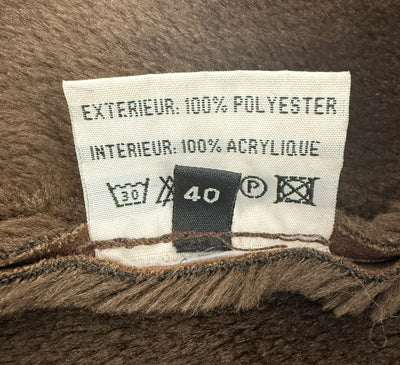 EXTERIEUR: 100% POLYESTER
INTERIEUR: 100% ACRYLIQUE
30 40 P